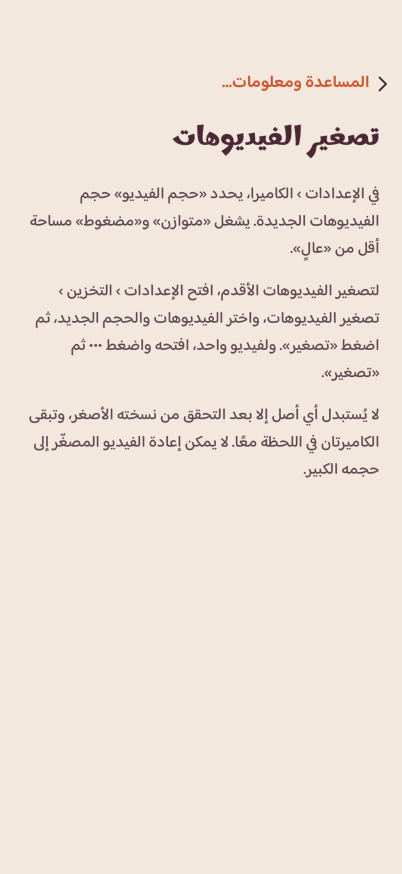 المساعدة ومعلومات...
تصغير الفيديوهات
في الإعدادات › الكاميرا، يحدد «حجم الفيديو» حجم
الفيديوهات الجديدة. يشغل «متوازن» و«مضغوط» مساحة
أقل من «عالٍ».
لتصغير الفيديوهات الأقدم، افتح الإعدادات › التخزين ›
تصغير الفيديوهات، واختر الفيديوهات والحجم الجديد، ثم
اضغط «تصغير». ولفيديو واحد، افتحه واضغط ••• ثم
«تصغير».
لا يُستبدل أي أصل إلا بعد التحقق من نسخته الأصغر، وتبقى
الكاميرتان في اللحظة معًا. لا يمكن إعادة الفيديو المصغّر إلى
حجمه الكبير.